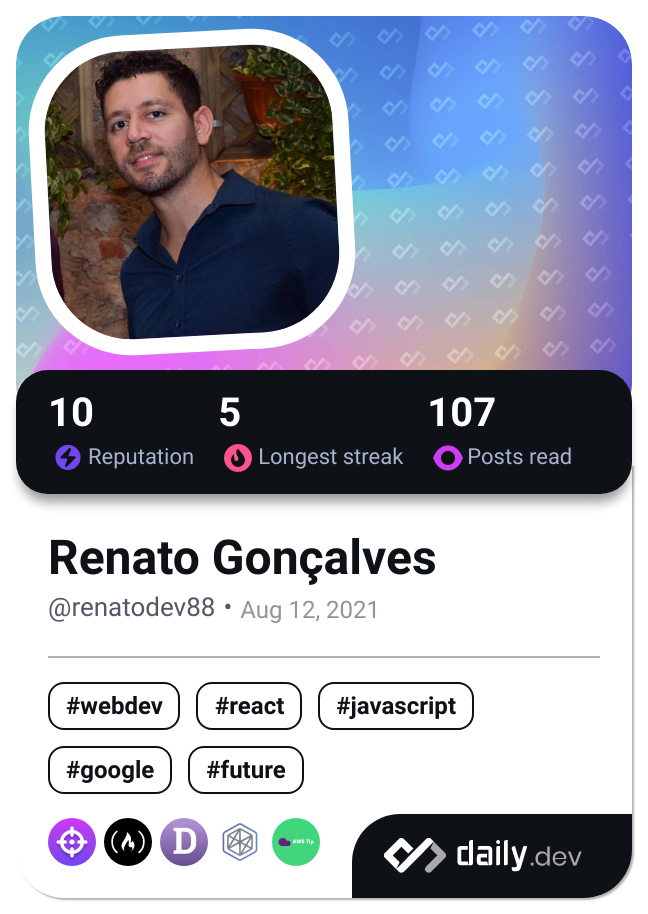 10 5 107
Reputation Longest streak Posts read
Renato Gonçalves
@renatodev88 • Aug 12, 2021
#webdev #react #javascript
#google #future
D AWS Tip
daily.dev